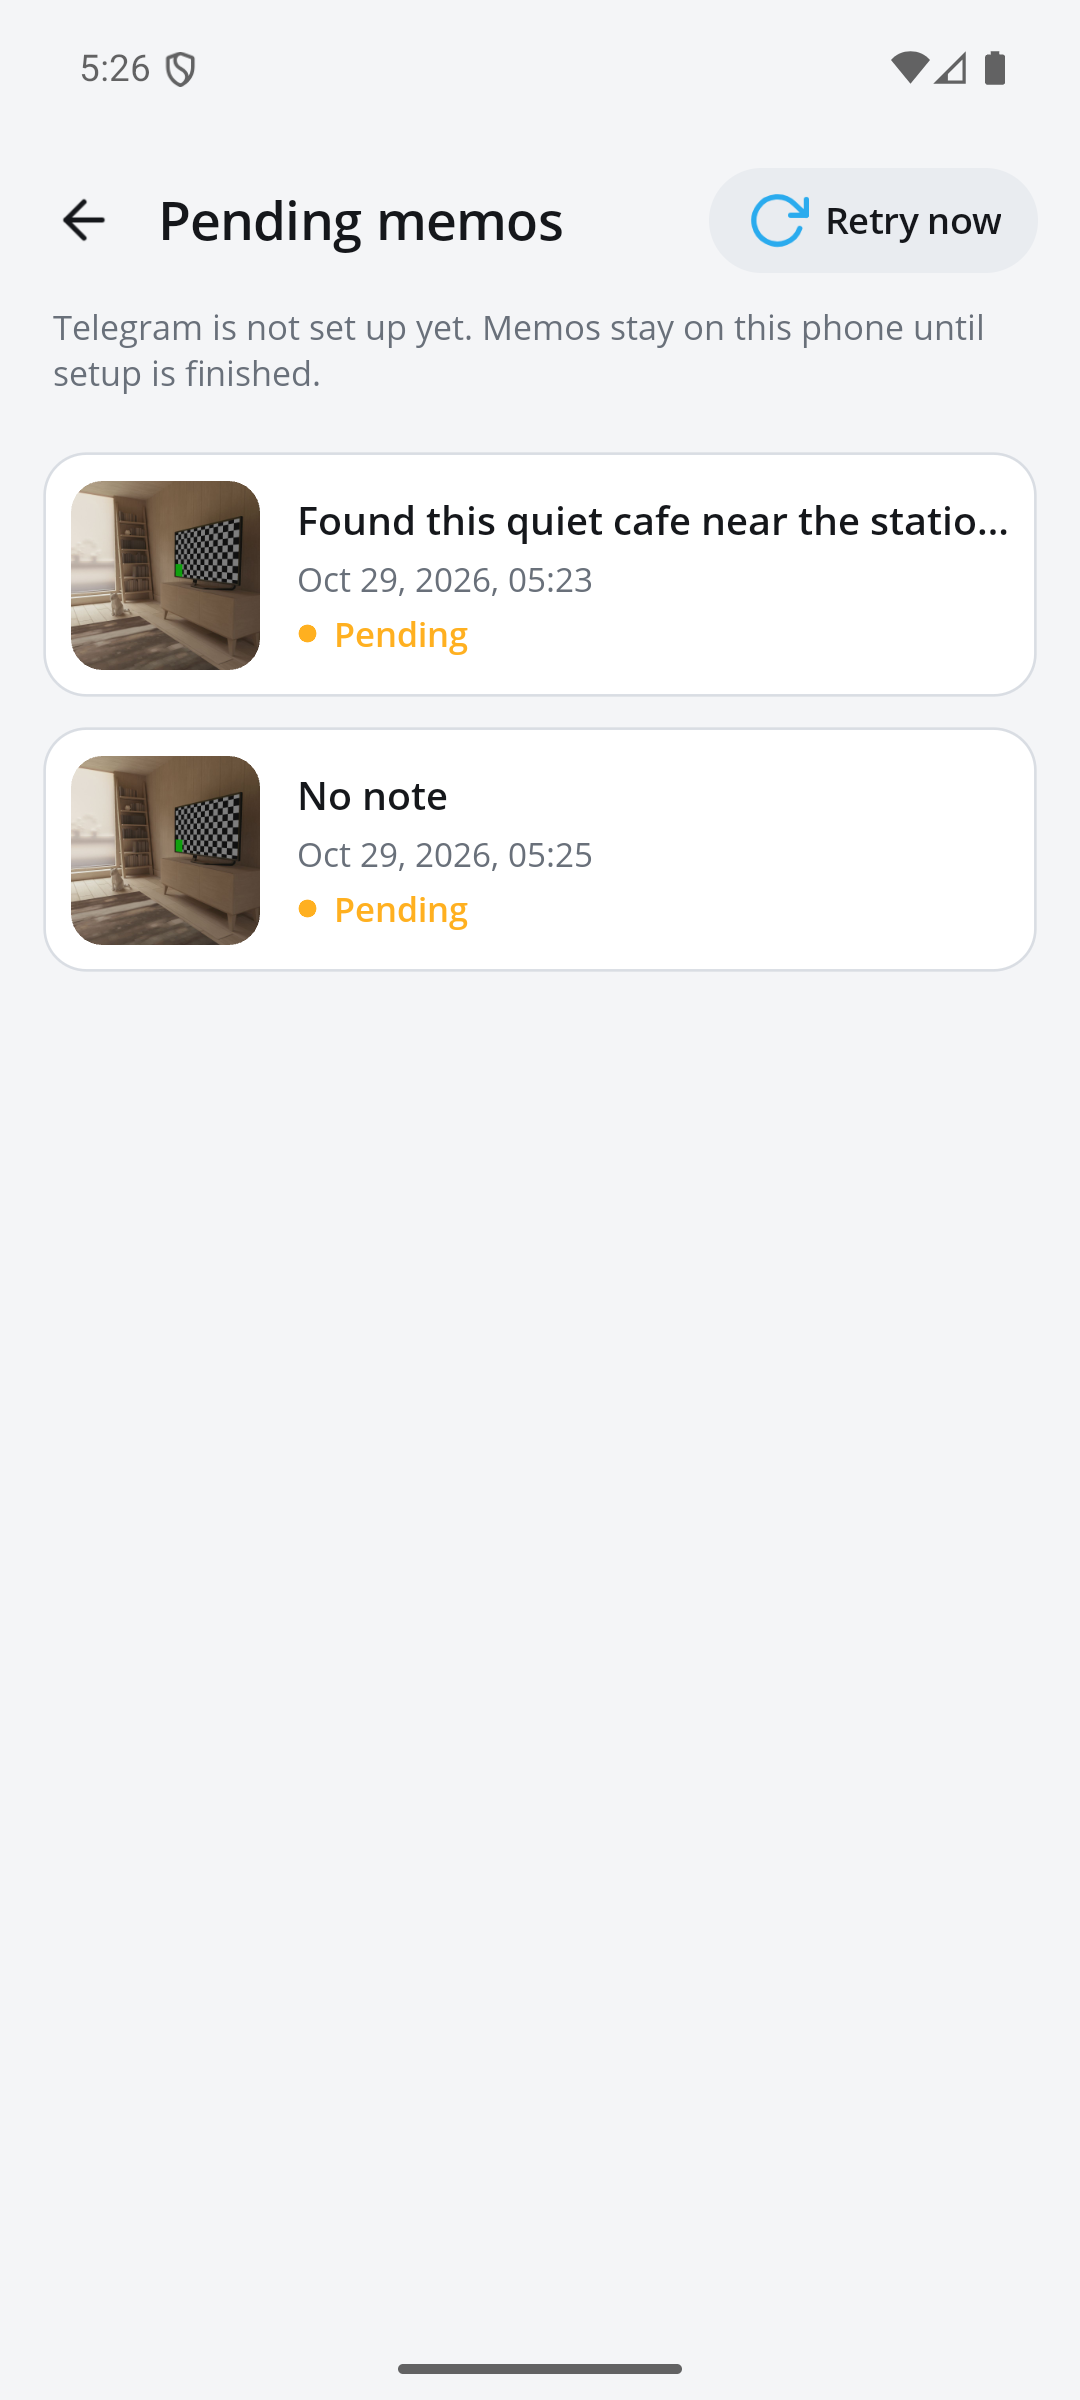 5:26
Pending memos
Retry now
Telegram is not set up yet. Memos stay on this phone until
setup is finished.
Found this quiet cafe near the statio...
Oct 29, 2026, 05:23
Pending
No note
Oct 29, 2026, 05:25
Pending